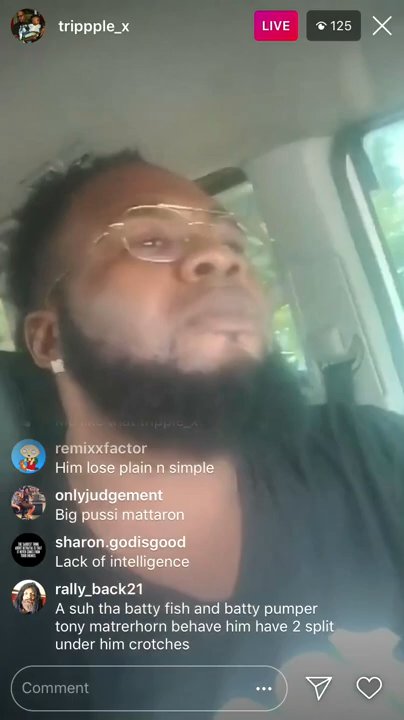 trippple_x
LIVE
125
remixxfactor
Him lose plain n simple
onlyjudgement
Big pussi mattaron
sharon.godisgood
Lack of intelligence
rally_back21
A suh tha batty fish and batty pumper
tony matrerhorn behave him have 2 split
under him crotches
Comment